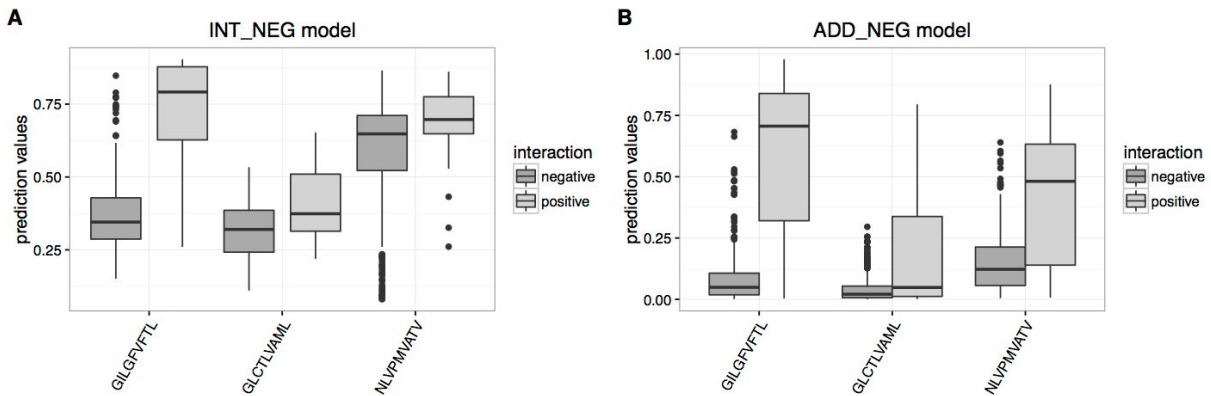 A
INT_NEG model
prediction values
0.75
0.50
0.25
GILGFVFTL
GLCTLVAML
NLVPMVATV
interaction
negative
positive
B
ADD_NEG model
prediction values
1.00
0.75
0.50
0.25
0.00
GILGFVFTL
GLCTLVAML
NLVPMVATV
interaction
negative
positive